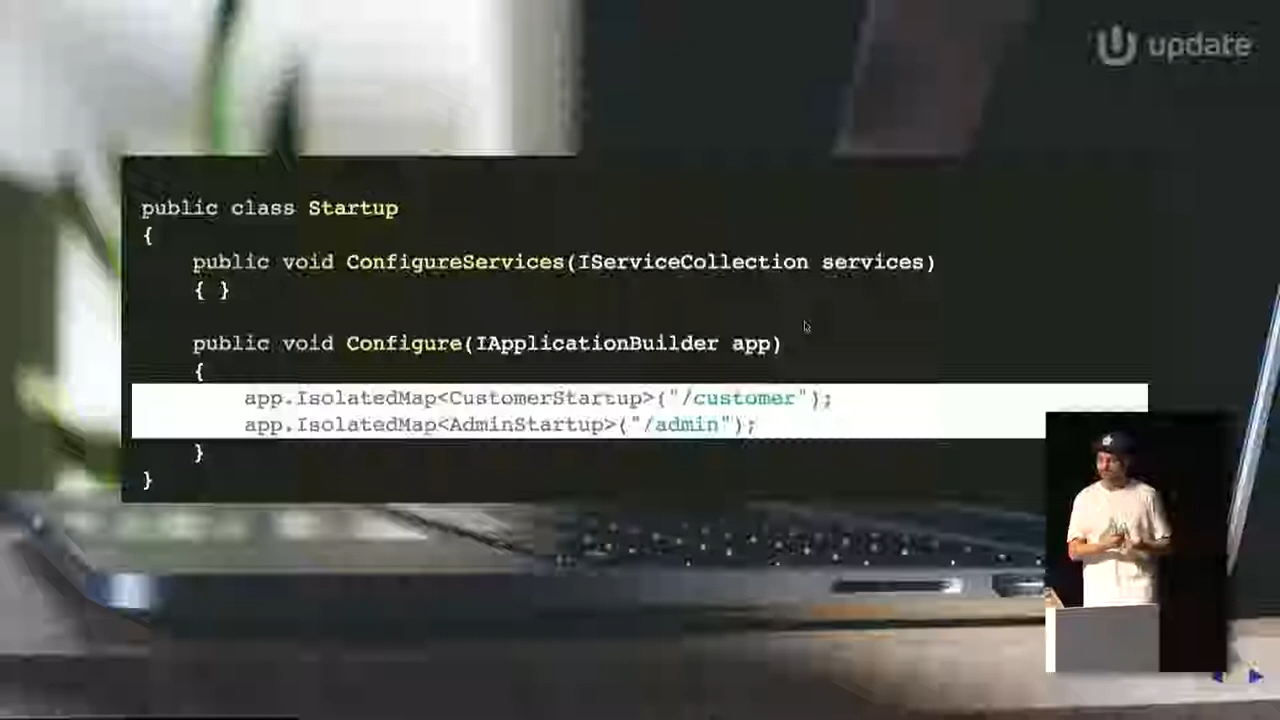 update
public class Startup
{
public void ConfigureServices(IServiceCollection services)
{ }
public void Configure(IApplicationBuilder app)
{
app.IsolatedMap<CustomerStartup>("/customer");
app.IsolatedMap<AdminStartup>("/admin");
}
}